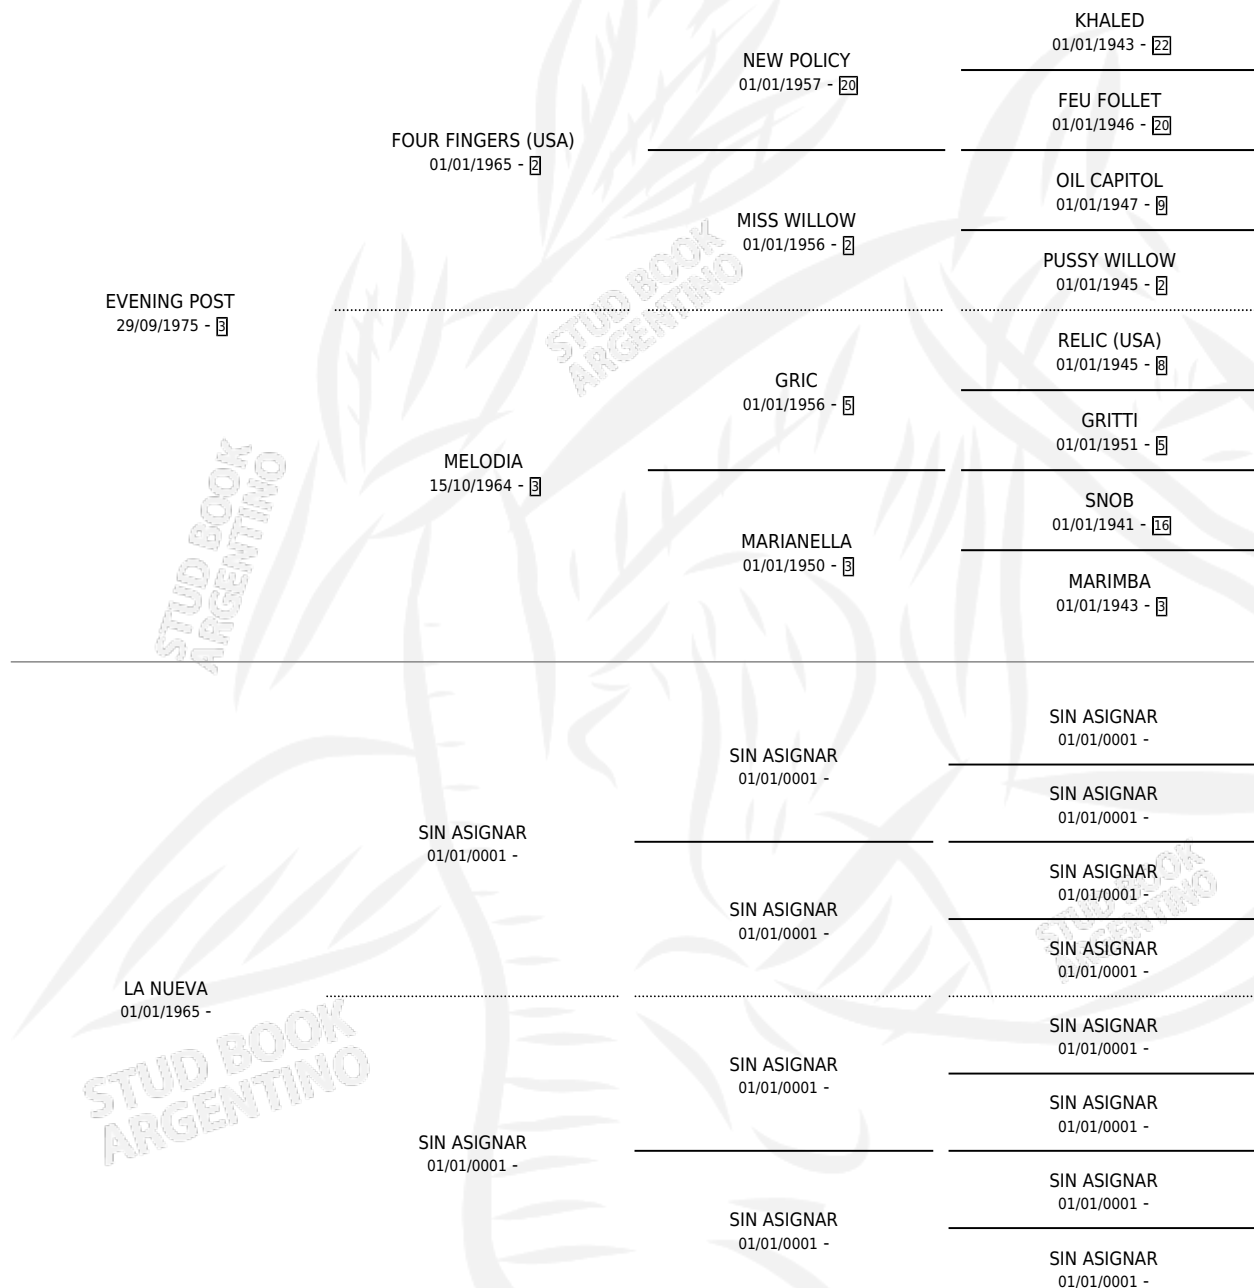 KHALED
01/01/1943 - 22
NEW POLICY
01/01/1957 - 20
FEU FOLLET
01/01/1946 - 20
FOUR FINGERS (USA)
01/01/1965 - 2
OIL CAPITOL
01/01/1947 - 9
MISS WILLOW
01/01/1956 - 2
PUSSY WILLOW
01/01/1945 - 2
EVENING POST
29/09/1975 - 3
RELIC (USA)
01/01/1945 - 8
GRIC
01/01/1956 - 5
GRITTI
01/01/1951 - 5
MELODIA
15/10/1964 - 3
SNOB
01/01/1941 - 16
MARIANELLA
01/01/1950 - 3
MARIMBA
01/01/1943 - 3
SIN ASIGNAR
01/01/0001 -
SIN ASIGNAR
01/01/0001 -
SIN ASIGNAR
01/01/0001 -
SIN ASIGNAR
01/01/0001 -
SIN ASIGNAR
01/01/0001 -
SIN ASIGNAR
01/01/0001 -
SIN ASIGNAR
01/01/0001 -
LA NUEVA
01/01/1965 -
SIN ASIGNAR
01/01/0001 -
SIN ASIGNAR
01/01/0001 -
SIN ASIGNAR
01/01/0001 -
SIN ASIGNAR
01/01/0001 -
SIN ASIGNAR
01/01/0001 -
SIN ASIGNAR
01/01/0001 -
SIN ASIGNAR
01/01/0001 -
STUD BOOK
ARGENTINO
STUD BOOK
ARGENTINO
STUD BOOK
ARGENTINO
STUD BOOK
ARGENTINO